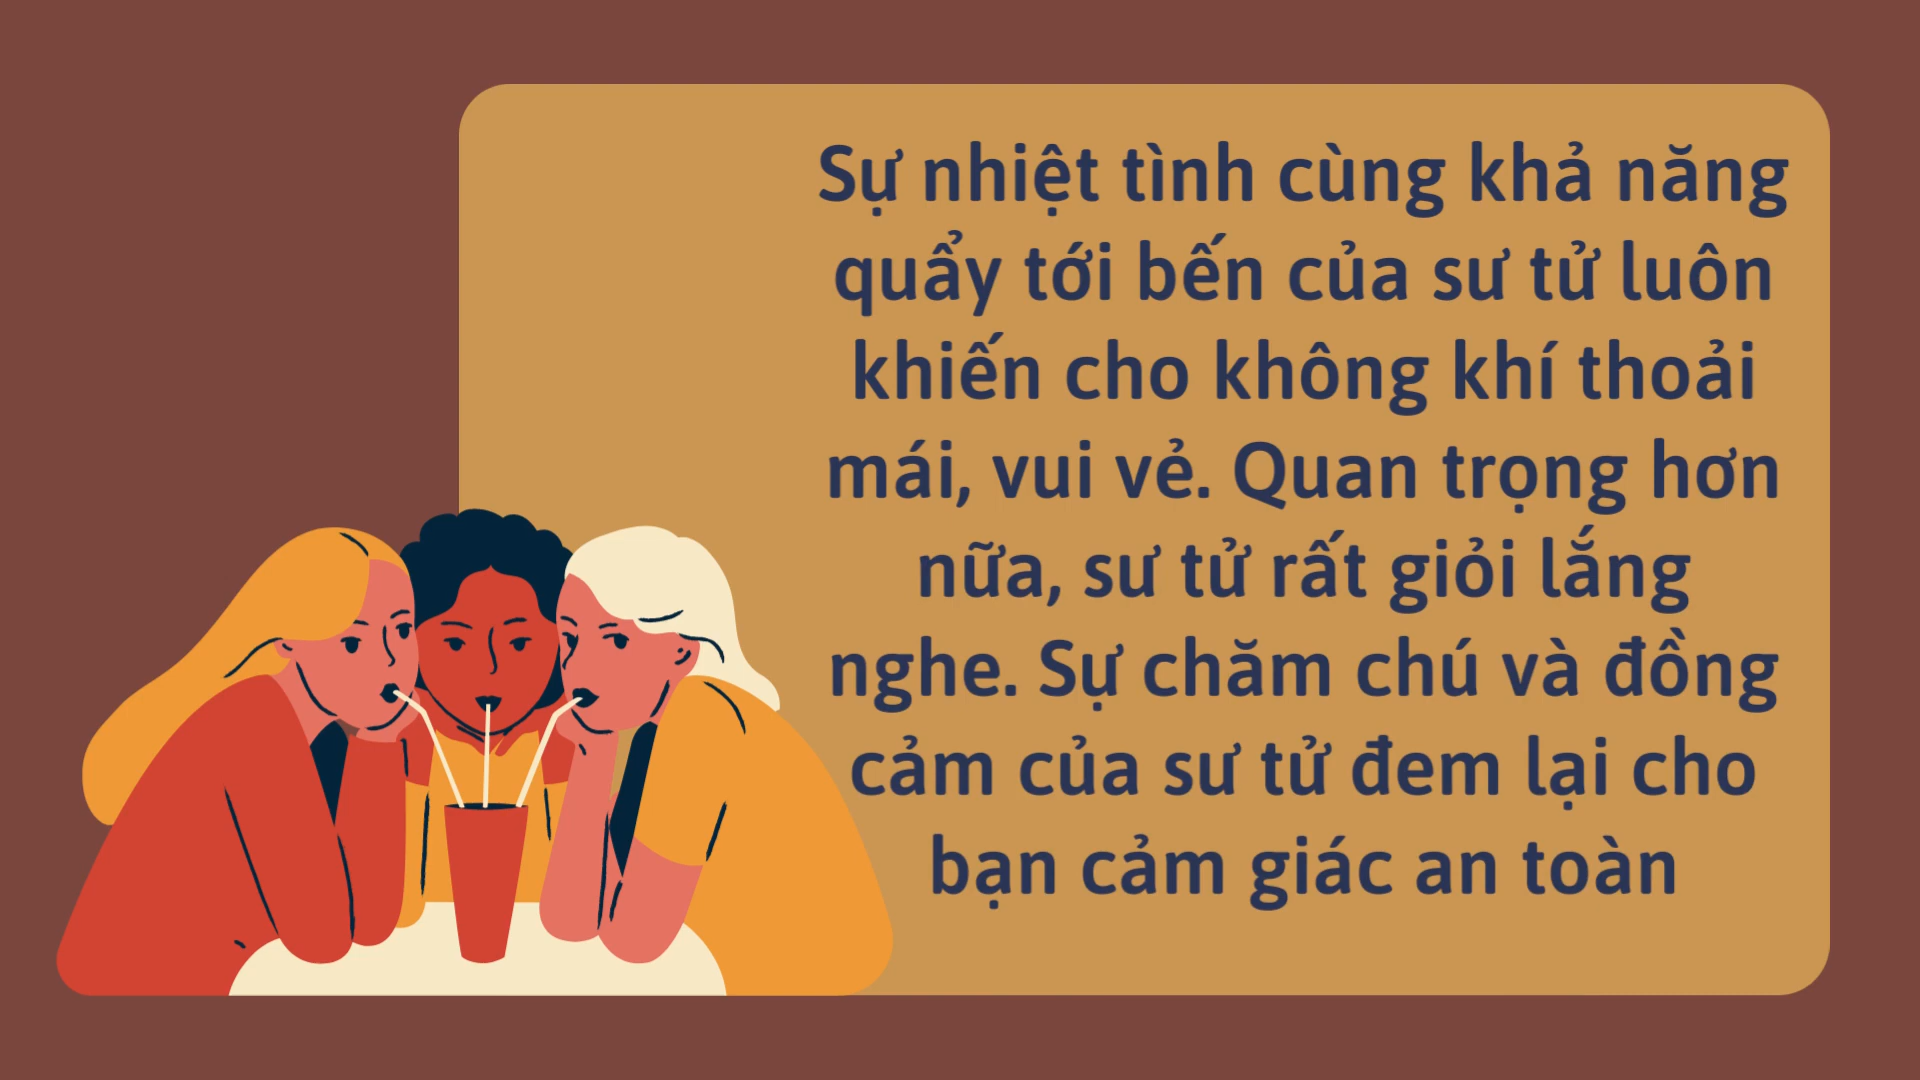 Sự nhiệt tình cùng khả năng
quẩy tới bến của sư tử luôn
khiến cho không khí thoải
mái, vui vẻ. Quan trọng hơn
nữa, sư tử rất giỏi lắng
nghe. Sự chăm chú và đồng
cảm của sư tử đem lại cho
bạn cảm giác an toàn